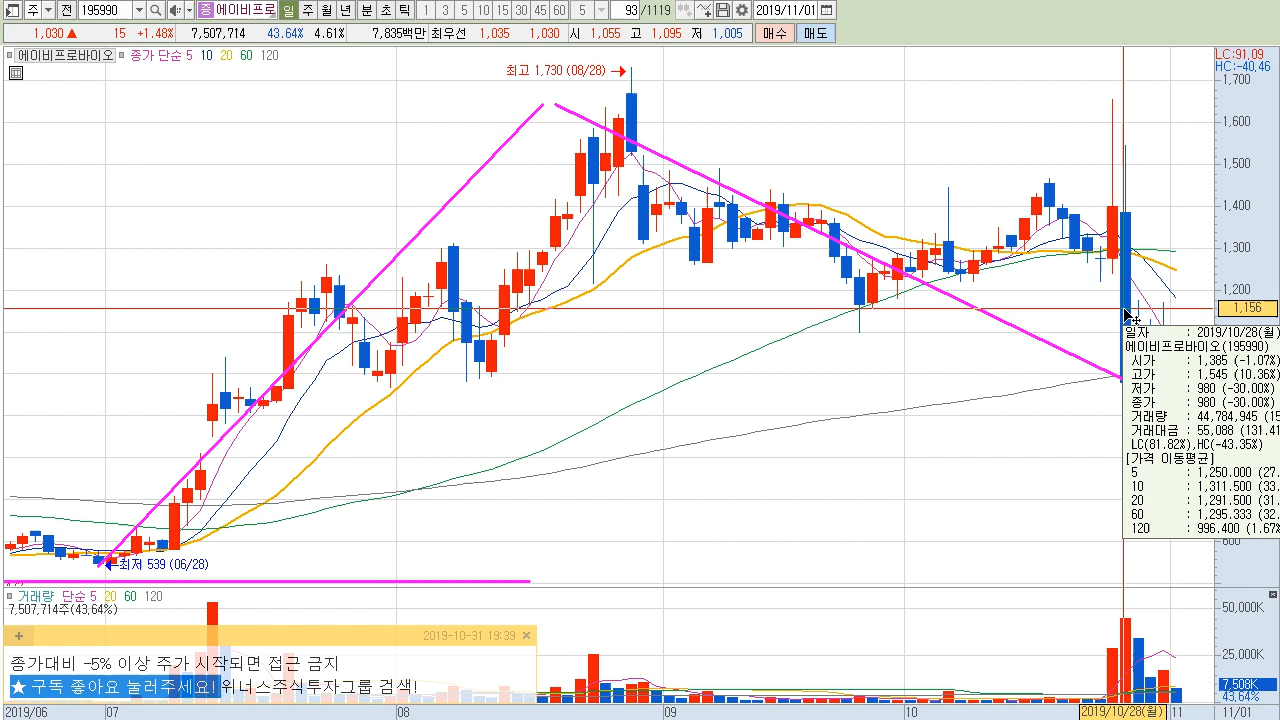 주 전 195990 종 에이비프로 일 주 월 년 분 초 틱 1 3 5 10 15 30 45 60 5 93 /1119 2019/11/01
1,030 ▲ 15 +1.48% 7,507,714 43.64% 4.61% 7,835백만 최우선 1,035 1,030 시 1,055 고 1,095 저 1,005 매수 매도
에이비프로바이오 종가 단순 5 10 20 60 120
LC:91,09
HC:-40,46
최고 1,730 (08/28)
1,700
1,600
1,500
1,400
1,300
1,200
1,156
일자 : 2019/10/28(월)
에이비프로바이오(195990)
시가 : 1,385 (-1.07%)
고가 : 1,545 (10.36%)
저가 : 980 (-30.00%)
종가 : 980 (-30.00%)
거래량 : 44,784,945 (15
거래대금 : 55,088 (131.41
LC(81.82%),HC(-43.35%)
[가격 이동평균]
5 : 1,250.000 (27
10 : 1,311.500 (33.
20 : 1,291.500 (31.
60 : 1,295.333 (32.
120 : 996.400 (1.67%
600
최저 539 (06/28)
거래량 단순 5 20 60 120
7,507,714주(43,64%)
50,000K
25,000K
7,508K
43,64%
2019-10-31 19:39
종가대비 -5% 이상 주가 시작되면 접근 금지
★ 구독 좋아요 눌러주세요! 위너스주식투자그룹 검색!
2019/06 07 08 09 10 2019/10/28(월) 11 11/01